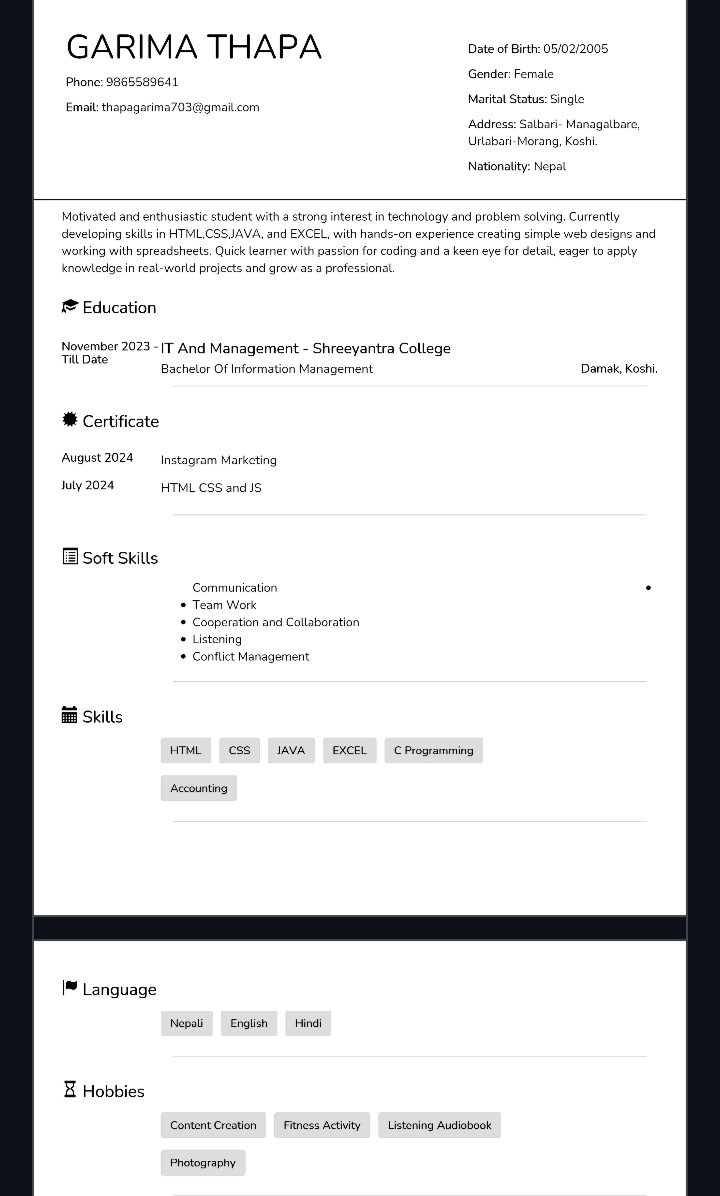 GARIMA THAPA
Phone: 9865589641
Email: thapagarima703@gmail.com
Date of Birth: 05/02/2005
Gender: Female
Marital Status: Single
Address: Salbari- Managalbare,
Urlabari-Morang, Koshi.
Nationality: Nepal
Motivated and enthusiastic student with a strong interest in technology and problem solving. Currently
developing skills in HTML,CSS,JAVA, and EXCEL, with hands-on experience creating simple web designs and
working with spreadsheets. Quick learner with passion for coding and a keen eye for detail, eager to apply
knowledge in real-world projects and grow as a professional.
Education
November 2023 - IT And Management - Shreeyantra College
Till Date
Bachelor Of Information Management Damak, Koshi.
Certificate
August 2024 Instagram Marketing
July 2024 HTML CSS and JS
Soft Skills
Communication •
• Team Work
• Cooperation and Collaboration
• Listening
• Conflict Management
Skills
HTML CSS JAVA EXCEL C Programming
Accounting
Language
Nepali English Hindi
Hobbies
Content Creation Fitness Activity Listening Audiobook
Photography